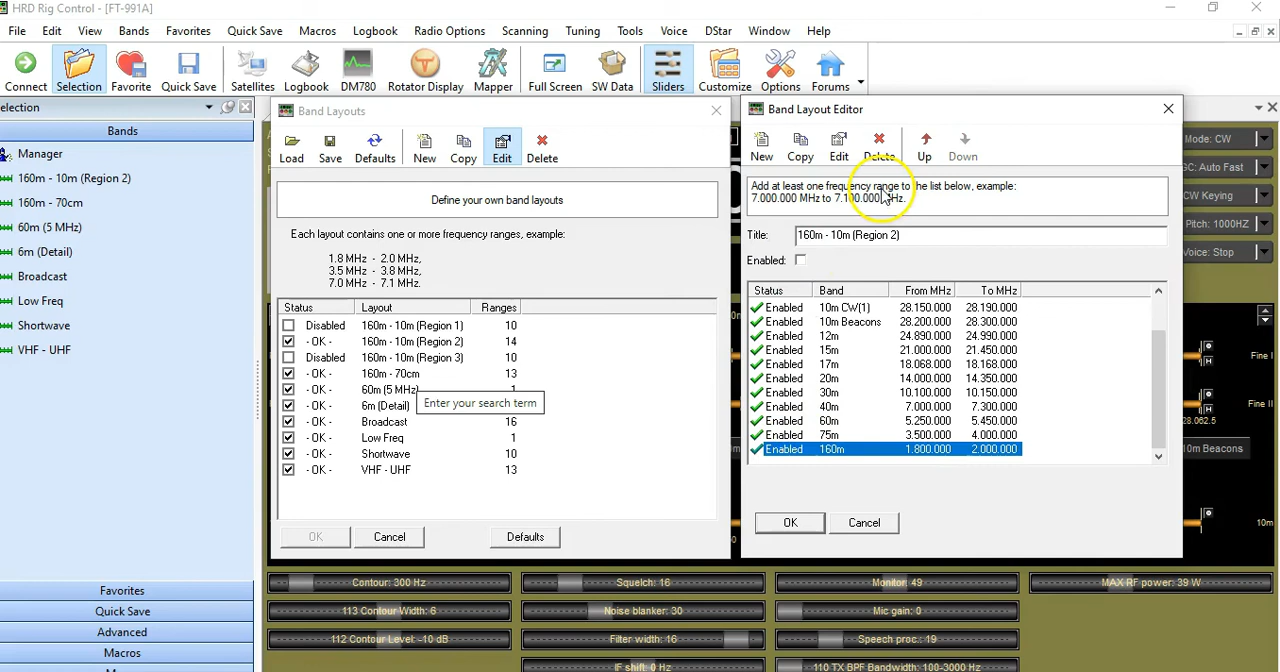 HRD Rig Control - [FT-991A]
File Edit View Bands Favorites Quick Save Macros Logbook Radio Options Scanning Tuning Tools Voice DStar Window Help
Connect Selection Favorite Quick Save Satellites Logbook DM780 Rotator Display Mapper Full Screen SW Data Sliders Customize Options Forums
election
Bands
Manager
160m - 10m (Region 2)
160m - 70cm
60m (5 MHz)
6m (Detail)
Broadcast
Low Freq
Shortwave
VHF - UHF
Favorites
Quick Save
Advanced
Macros
Band Layouts
Load Save Defaults New Copy Edit Delete
Define your own band layouts
Each layout contains one or more frequency ranges, example:
1.8 MHz - 2.0 MHz,
3.5 MHz - 3.8 MHz,
7.0 MHz - 7.1 MHz.
Status Layout Ranges
Disabled 160m - 10m (Region 1) 10
- OK - 160m - 10m (Region 2) 14
Disabled 160m - 10m (Region 3) 10
- OK - 160m - 70cm 13
- OK - 60m (5 MHz) 1
- OK - 6m (Detail)
Enter your search term
- OK - Broadcast 16
- OK - Low Freq 1
- OK - Shortwave 10
- OK - VHF - UHF 13
OK Cancel Defaults
Band Layout Editor
New Copy Edit Delete Up Down
Add at least one frequency range to the list below, example:
7.000.000 MHz to 7.100.000 MHz.
Title: 160m - 10m (Region 2)
Enabled:
Status Band From MHz To MHz
Enabled 10m CW(1) 28.150.000 28.190.000
Enabled 10m Beacons 28.200.000 28.300.000
Enabled 12m 24.890.000 24.990.000
Enabled 15m 21.000.000 21.450.000
Enabled 17m 18.068.000 18.168.000
Enabled 20m 14.000.000 14.350.000
Enabled 30m 10.100.000 10.150.000
Enabled 40m 7.000.000 7.300.000
Enabled 60m 5.250.000 5.450.000
Enabled 75m 3.500.000 4.000.000
Enabled 160m 1.800.000 2.000.000
OK Cancel
Mode: CW
GC: Auto Fast
CW Keying
Pitch: 1000HZ
Voice: Stop
Fine I
Fine II
28.062.5
10m Beacons
10m
Contour: 300 Hz Squelch: 16 Monitor: 49 MAX RF power: 39 W
113 Contour Width: 6 Noise blanker: 30 Mic gain: 0
112 Contour Level: -10 dB Filter width: 16 Speech proc.: 19
IF shift: 0 Hz 110 TX BPF Bandwidth: 100-3000 Hz